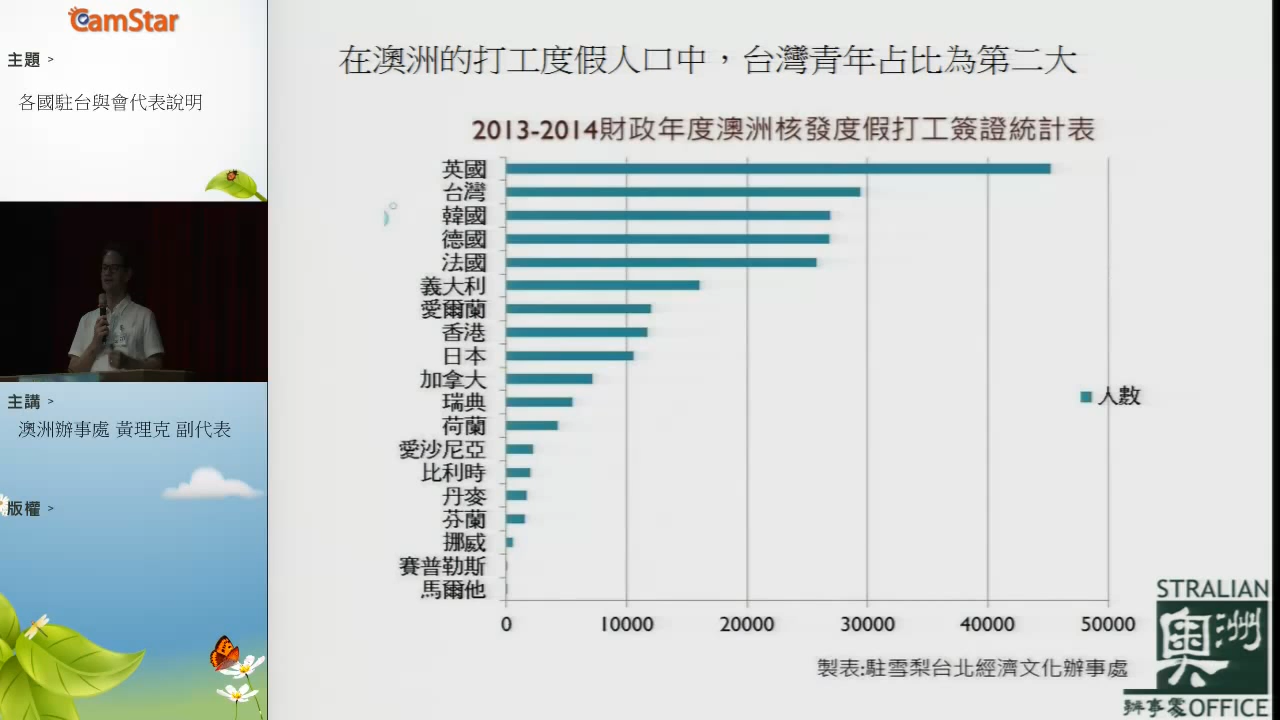 CamStar
主題 >
各國駐台與會代表說明
主講 >
澳洲辦事處 黃理克 副代表
版權 >
在澳洲的打工度假人口中，台灣青年占比為第二大
2013-2014財政年度澳洲核發度假打工簽證統計表
英國
台灣
韓國
德國
法國
義大利
愛爾蘭
香港
日本
加拿大
瑞典
荷蘭
愛沙尼亞
比利時
丹麥
芬蘭
挪威
賽普勒斯
馬爾他
0 10000 20000 30000 40000 50000
人數
製表:駐雪梨台北經濟文化辦事處
STRALIAN
澳洲
辦事處OFFICE